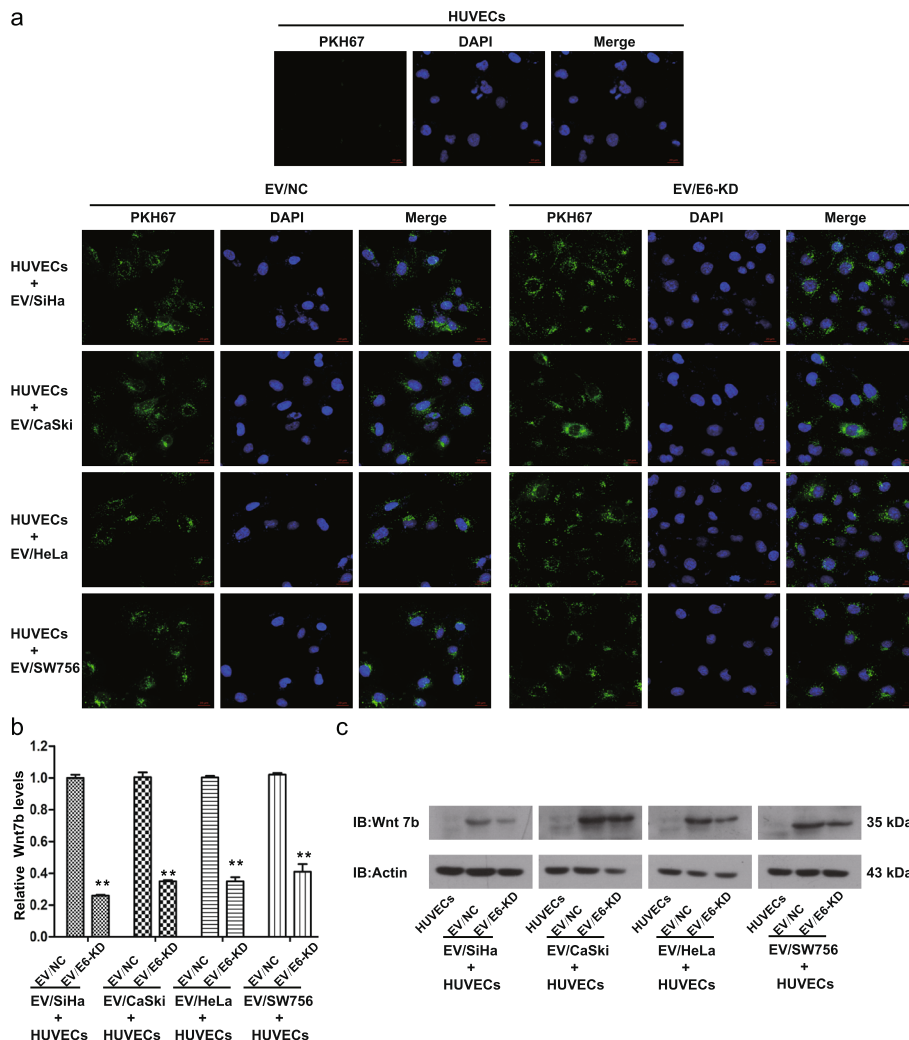 a
HUVECs
PKH67 DAPI Merge
EV/NC EV/E6-KD
PKH67 DAPI Merge PKH67 DAPI Merge
HUVECs
+
EV/SiHa
HUVECs
+
EV/CaSki
HUVECs
+
EV/HeLa
HUVECs
+
EV/SW756
b
Relative Wnt7b levels
1.2
1.0
0.8
0.6
0.4
0.2
0.0
** ** ** **
EV/NC EV/E6-KD EV/NC EV/E6-KD EV/NC EV/E6-KD EV/NC EV/E6-KD
EV/SiHa EV/CaSki EV/HeLa EV/SW756
+ + + +
HUVECs HUVECs HUVECs HUVECs
c
IB:Wnt 7b 35 kDa
IB:Actin 43 kDa
HUVECs EV/NC EV/E6-KD HUVECs EV/NC EV/E6-KD HUVECs EV/NC EV/E6-KD HUVECs EV/NC EV/E6-KD
EV/SiHa EV/CaSki EV/HeLa EV/SW756
+ + + +
HUVECs HUVECs HUVECs HUVECs